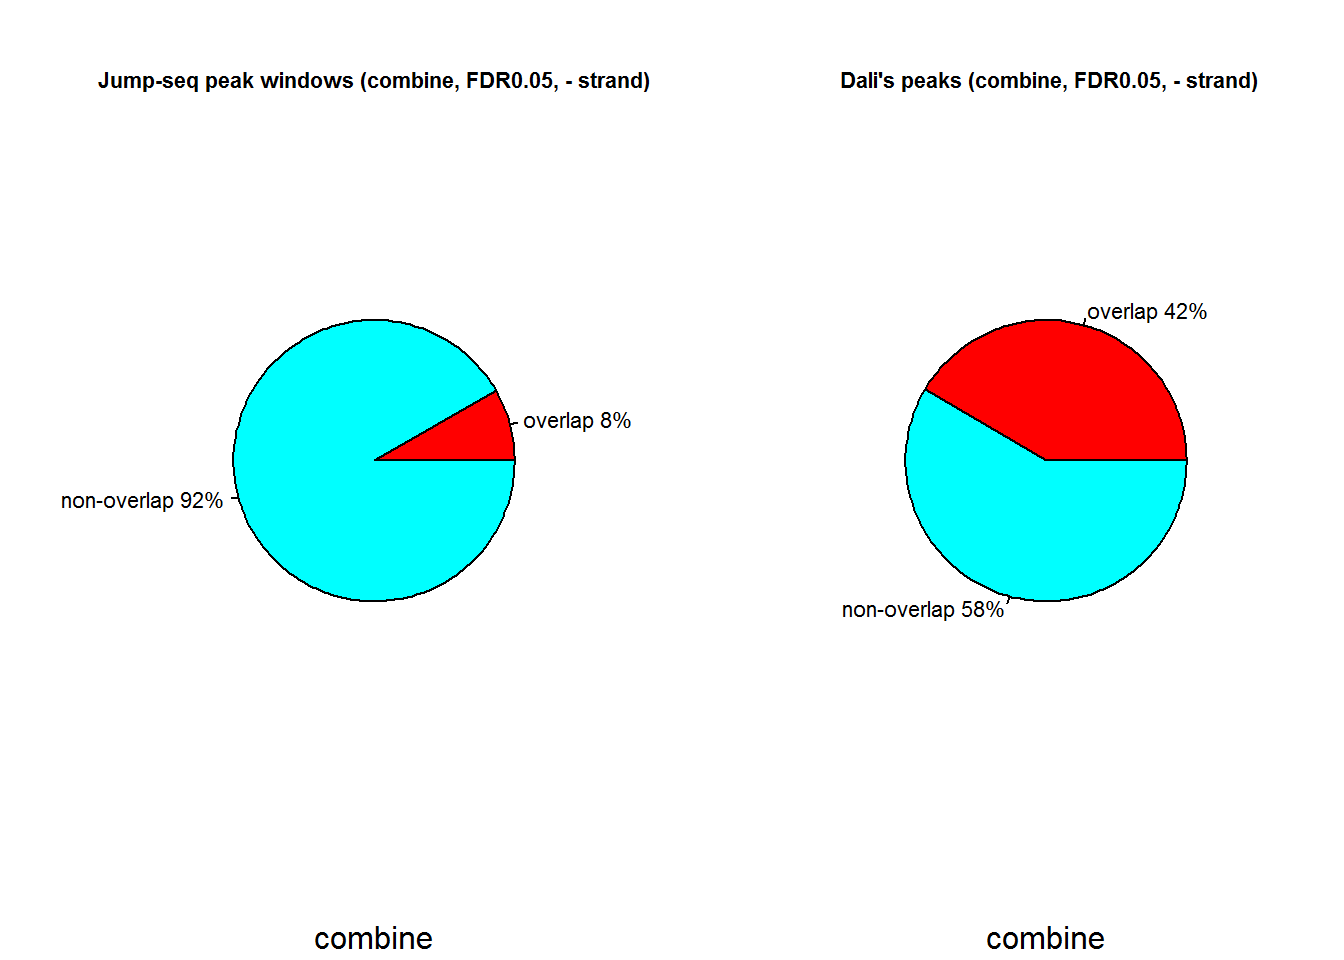 Jump-seq peak windows (combine, FDR0.05, - strand)
overlap 8%
non-overlap 92%
combine
Dali's peaks (combine, FDR0.05, - strand)
overlap 42%
non-overlap 58%
combine